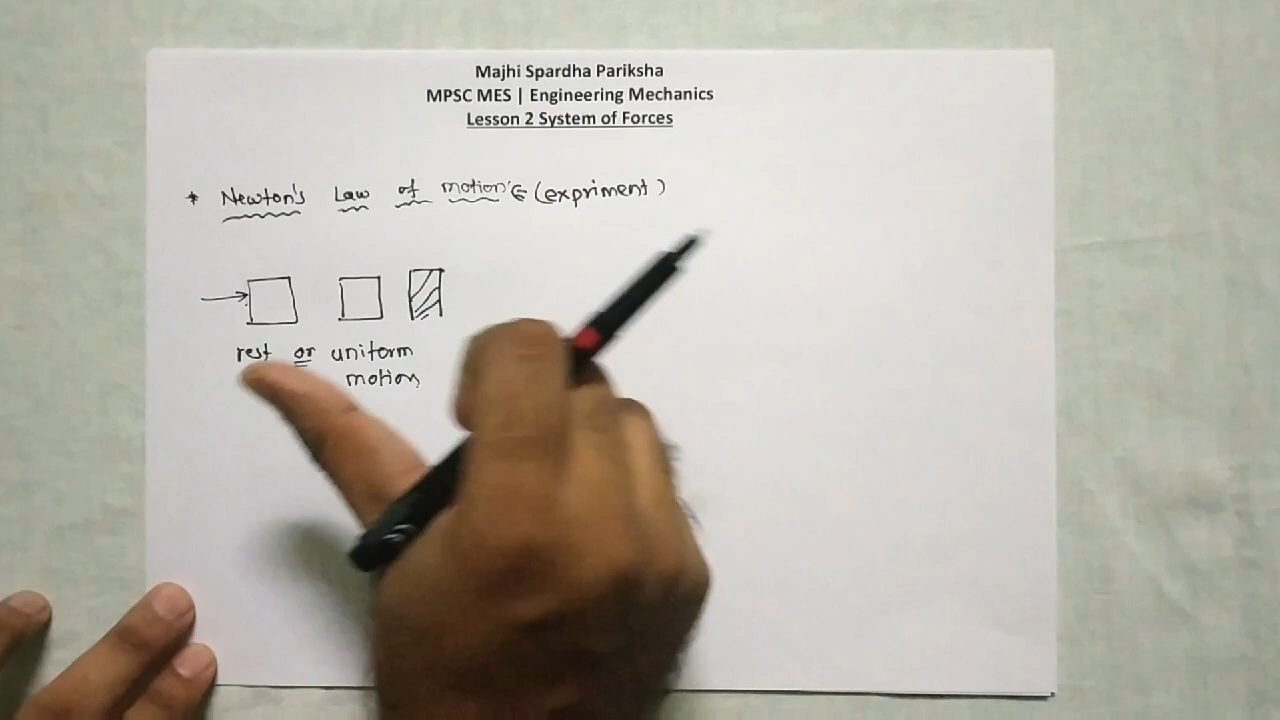 Majhi Spardha Pariksha
MPSC MES | Engineering Mechanics
Lesson 2 System of Forces
* Newton's Law of motion's (expriment)
rest or uniform
motion